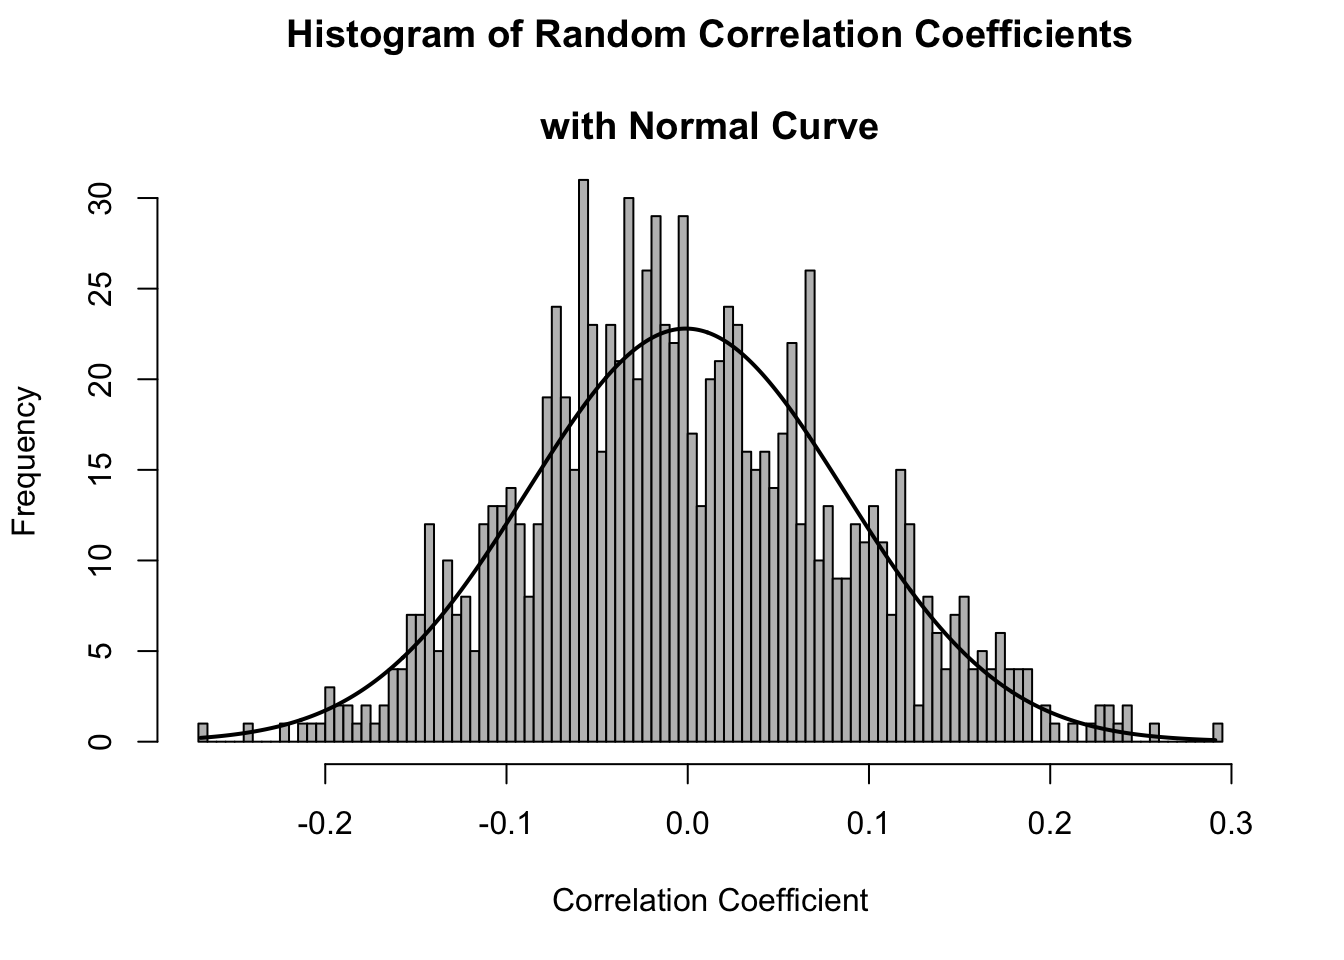 Histogram of Random Correlation Coefficients
with Normal Curve
30
25
20
15
10
5
0
Frequency
-0.2 -0.1 0.0 0.1 0.2 0.3
Correlation Coefficient